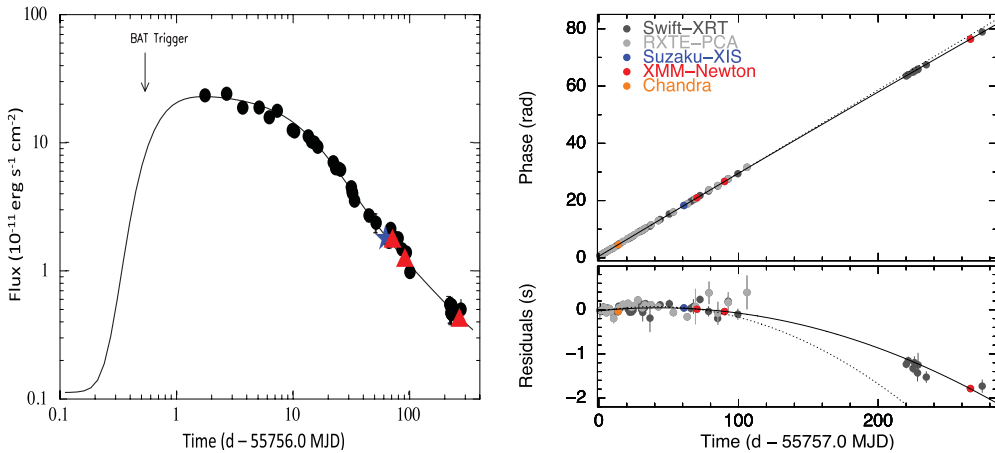 BAT Trigger
Flux (10⁻¹¹ erg s⁻¹ cm⁻²)
100
10
1
0.1
0.1 1 10 100
Time (d − 55756.0 MJD)
Swift−XRT
RXTE−PCA
Suzaku−XIS
XMM−Newton
Chandra
Phase (rad)
80
60
40
20
0
Residuals (s)
0
−1
−2
0 100 200
Time (d − 55757.0 MJD)